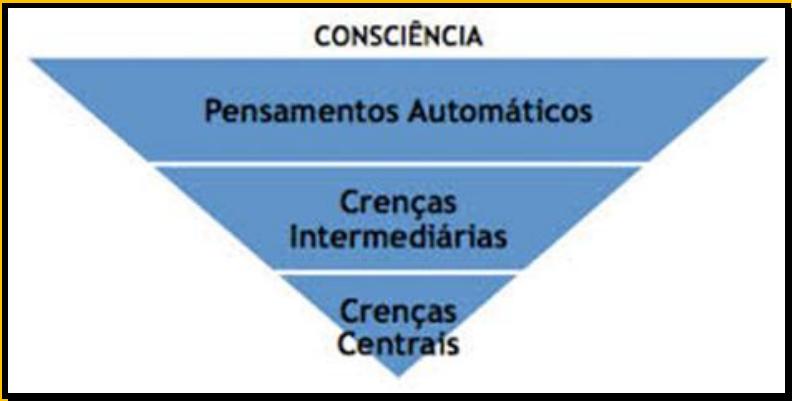 CONSCIÊNCIA
Pensamentos Automáticos
Crenças
Intermediárias
Crenças
Centrais